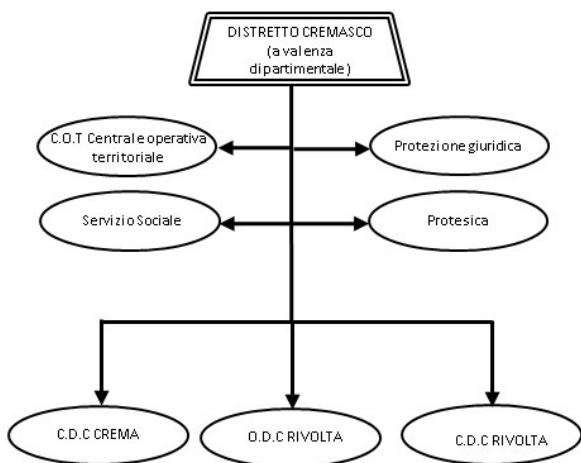 DISTRETTO CREMASCO
(a valenza
dipartimentale)
C.O.T Centrale operativa
territoriale
Protezione giuridica
Servizio Sociale
Protesica
C.D.C CREMA
O.D.C RIVOLTA
C.D.C RIVOLTA